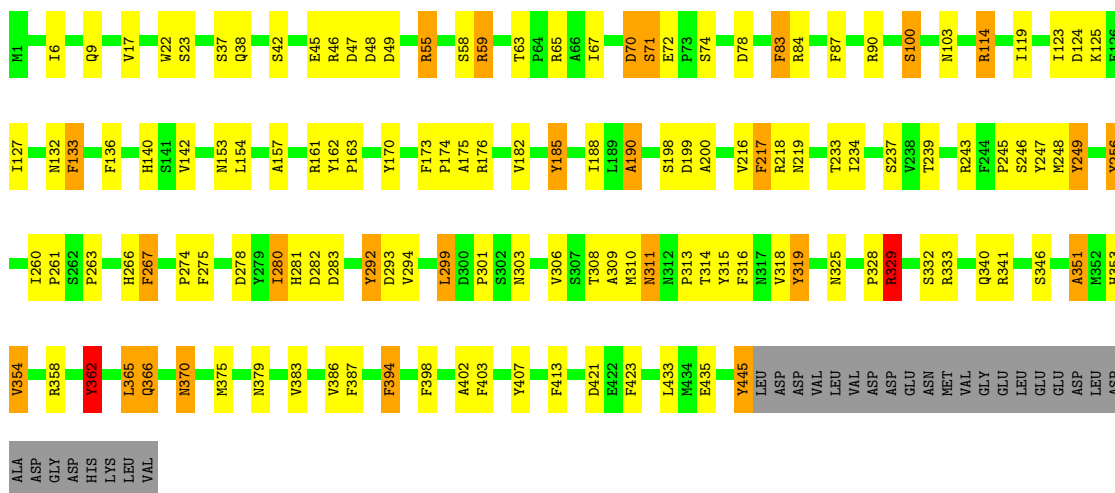 M1 I6 Q9 V17 W22 S23 S37 Q38 S42 E45 R46 D47 D48 D49 R55 S58 R59 T63 P64 R65 A66 I67 D70 S71 E72 P73 S74 D78 F83 R84 F87 R90 S100 N103 R114 I119 I123 D124 K125 E126
I127 N132 F133 F136 H140 S141 V142 N153 L154 A157 R161 Y162 P163 Y170 F173 P174 A175 R176 V182 Y185 I188 L189 A190 S198 D199 A200 V216 F217 R218 N219 T233 I234 S237 V238 T239 R243 F244 P245 S246 Y247 M248 Y249 Y256
I260 P261 S262 P263 H266 F267 P274 F275 D278 Y279 I280 H281 D282 D283 Y292 D293 V294 L299 D300 P301 S302 N303 V306 S307 T308 A309 M310 N311 N312 P313 T314 Y315 F316 N317 V318 Y319 N325 P328 R329 S332 R333 Q340 R341 S346 A351 M352 H353
V354 R358 Y362 L365 Q366 N370 M375 N379 V383 V386 F387 F394 F398 A402 F403 Y407 F413 D421 E422 F423 L433 M434 E435 Y445 LEU ASP ASP VAL LEU VAL ASP ASP GLU ASN MET VAL GLY GLU LEU GLU GLU ASP LEU ASP
ALA ASP GLY ASP HIS LYS LEU VAL